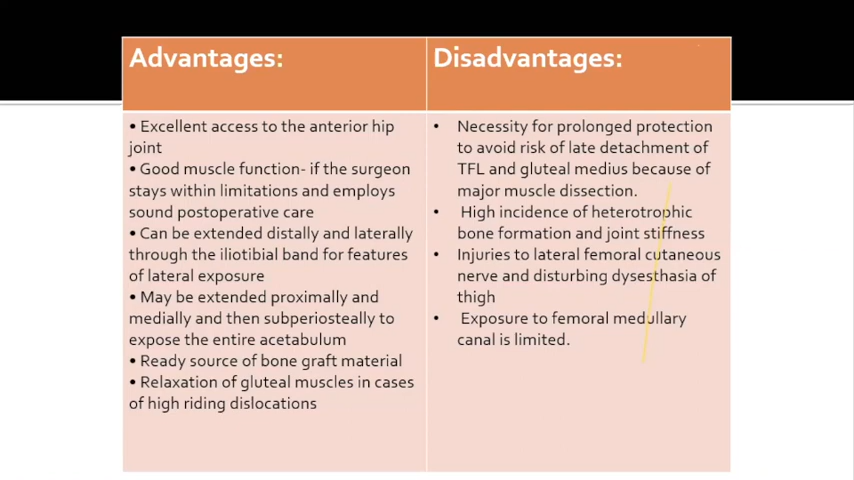 Advantages:
• Excellent access to the anterior hip
joint
• Good muscle function- if the surgeon
stays within limitations and employs
sound postoperative care
• Can be extended distally and laterally
through the iliotibial band for features
of lateral exposure
• May be extended proximally and
medially and then subperiosteally to
expose the entire acetabulum
• Ready source of bone graft material
• Relaxation of gluteal muscles in cases
of high riding dislocations
Disadvantages:
• Necessity for prolonged protection
to avoid risk of late detachment of
TFL and gluteal medius because of
major muscle dissection.
• High incidence of heterotrophic
bone formation and joint stiffness
• Injuries to lateral femoral cutaneous
nerve and disturbing dysesthasia of
thigh
• Exposure to femoral medullary
canal is limited.